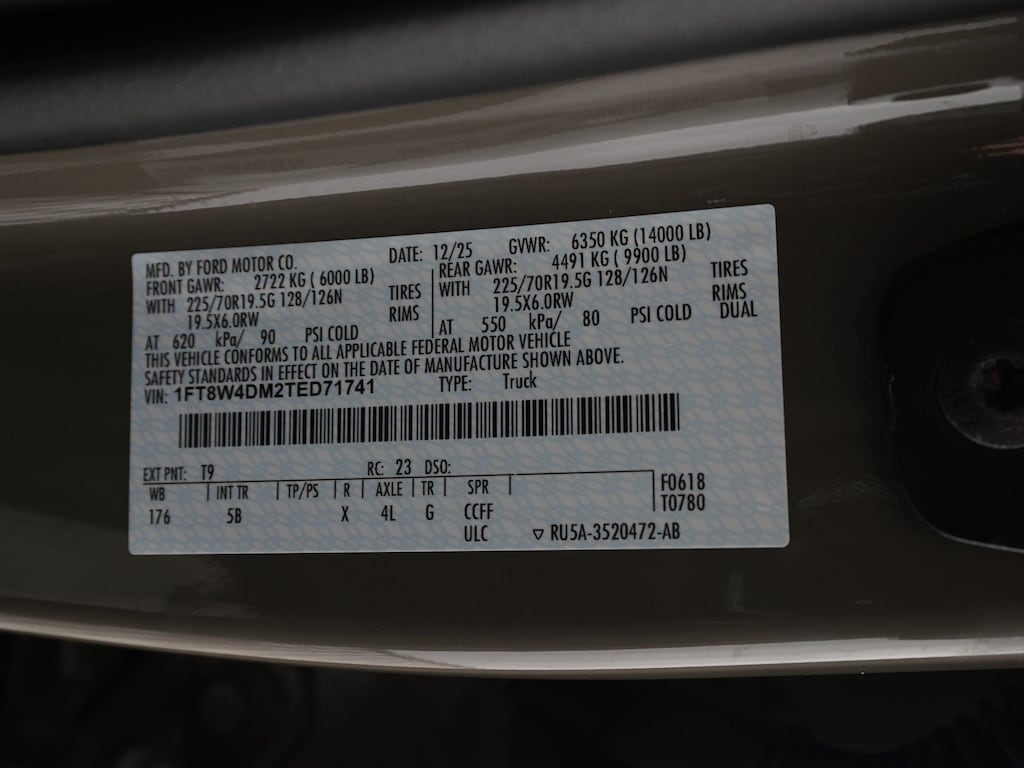 MFD. BY FORD MOTOR CO. DATE: 12/25 GVWR: 6350 KG (14000 LB)
FRONT GAWR: 2722 KG ( 6000 LB) REAR GAWR: 4491 KG ( 9900 LB)
WITH 225/70R19.5G 128/126N TIRES WITH 225/70R19.5G 128/126N TIRES
19.5X6.0RW RIMS 19.5X6.0RW RIMS
AT 620 kPa/ 90 PSI COLD AT 550 kPa/ 80 PSI COLD DUAL
THIS VEHICLE CONFORMS TO ALL APPLICABLE FEDERAL MOTOR VEHICLE
SAFETY STANDARDS IN EFFECT ON THE DATE OF MANUFACTURE SHOWN ABOVE.
VIN: 1FT8W4DM2TED71741 TYPE: Truck
EXT PNT: T9 RC: 23 DSO:
WB INT TR TP/PS R AXLE TR SPR F0618
176 5B X 4L G CCFF T0780
ULC RU5A-3520472-AB